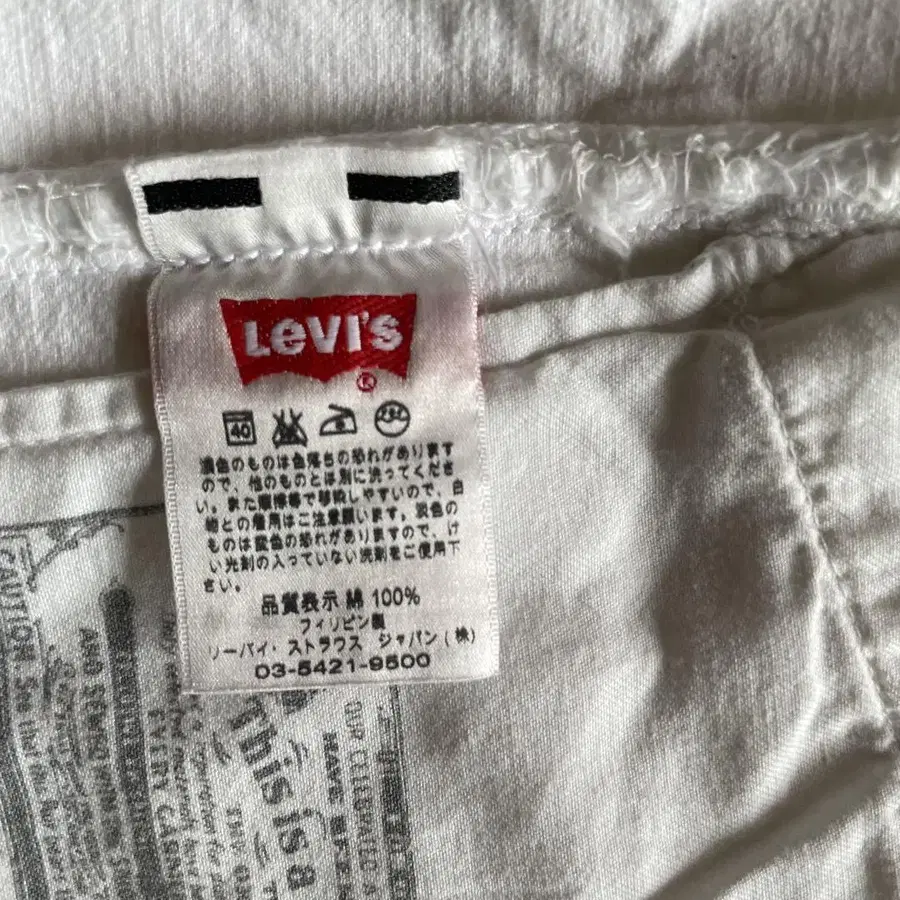 LEVI'S
®
40
濃色のものは色落ちの恐れがあります
ので、他のものとは別に洗ってくださ
い。また摩擦等で移染しやすいので、白
物との着用はご注意願います。淡色の
ものは変色の恐れがありますので、け
い光剤の入っていない洗剤をご使用下
さい。
品質表示 綿 100%
フィリピン製
リーバイ・ストラウス ジャパン(株)
03-5421-9500
CAUTION See that
EVERY GARM
This is a
OUR CELEBRATED
HAVE BEE